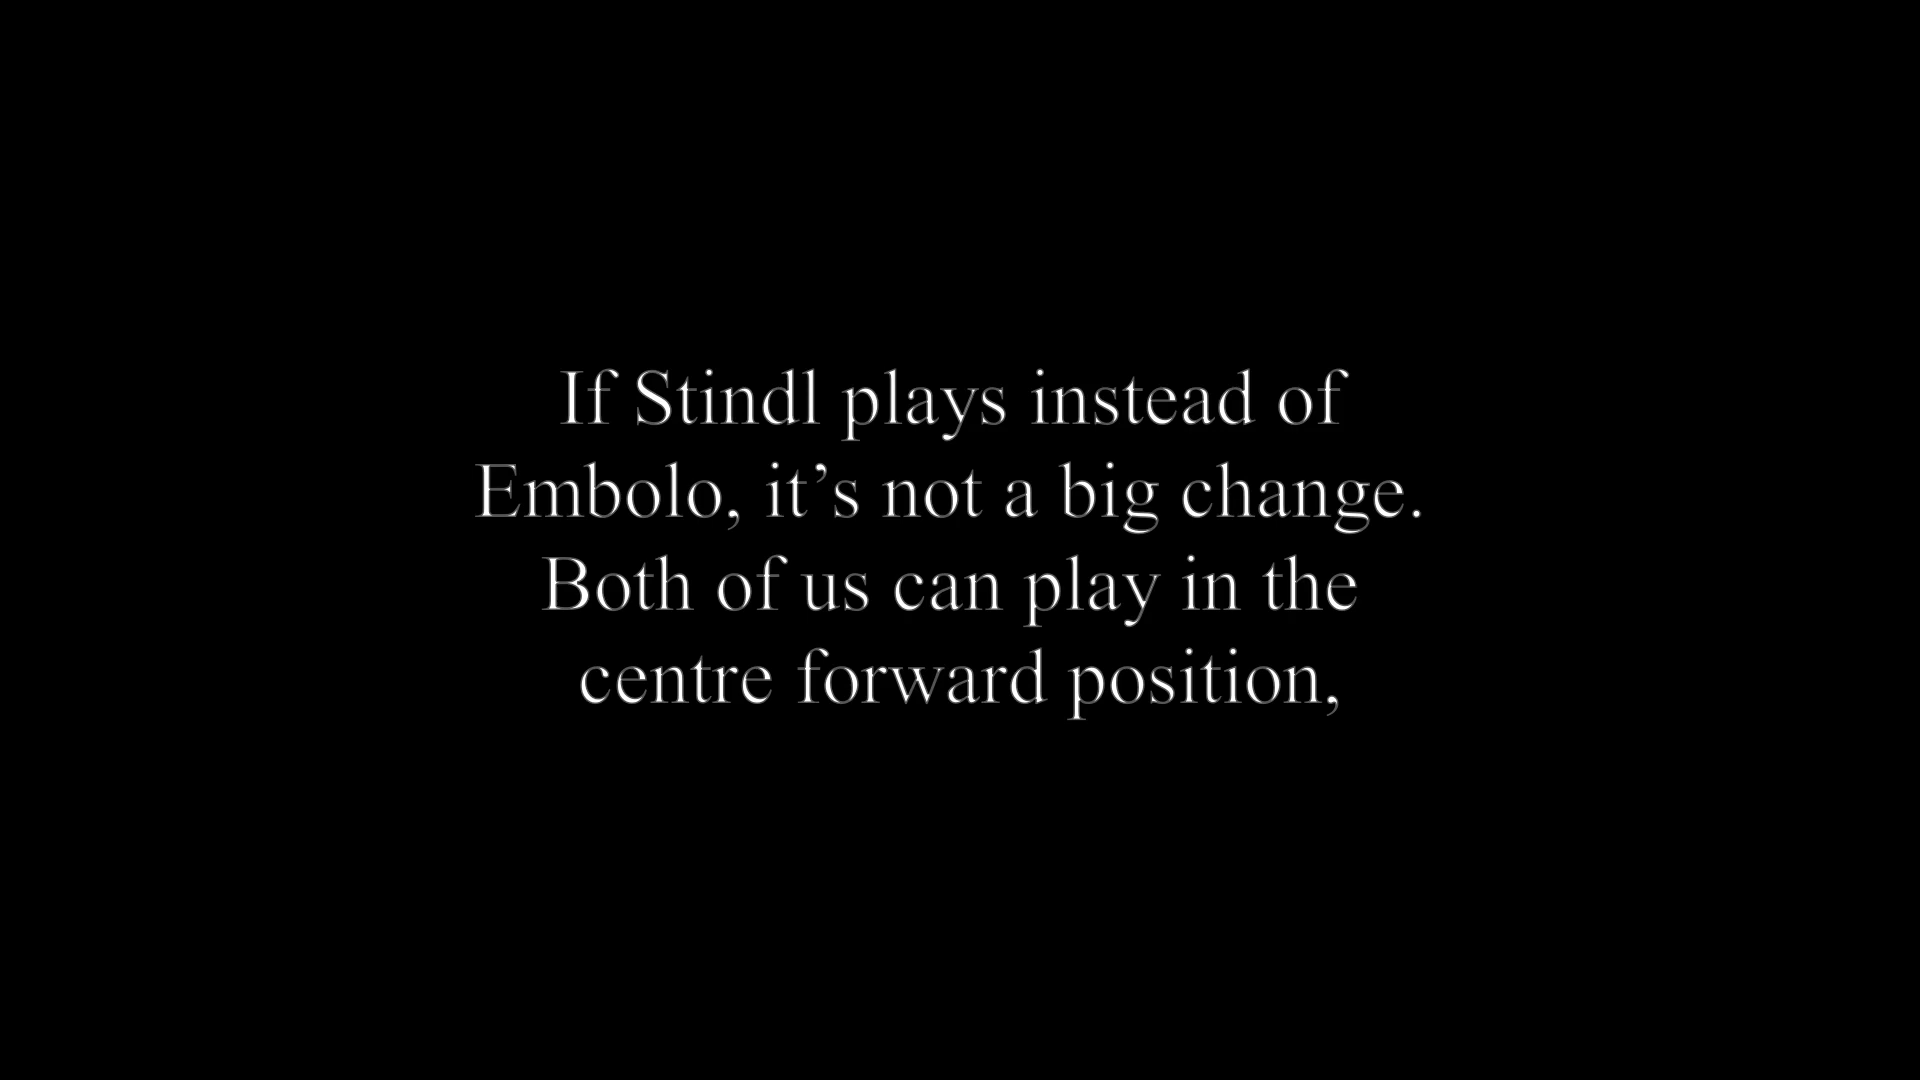 If Stindl plays instead of
Embolo, it’s not a big change.
Both of us can play in the
centre forward position,